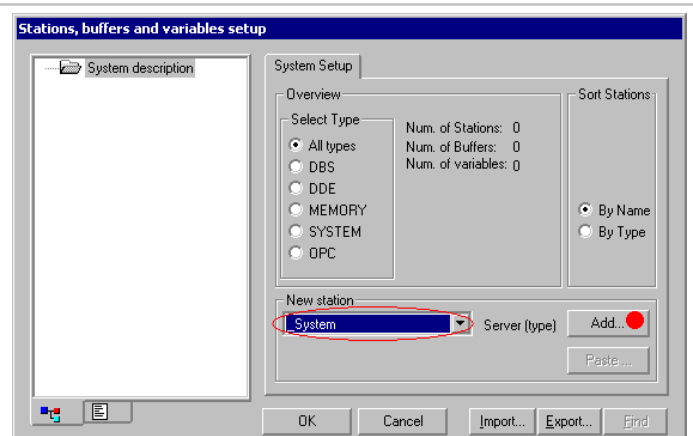 Stations, buffers and variables setup
System description
System Setup
Overview
Sort Stations
Select Type
All types
DBS
DDE
MEMORY
SYSTEM
OPC
Num. of Stations: 0
Num. of Buffers: 0
Num. of variables: 0
By Name
By Type
New station
_System
Server (type)
Add...
Paste ...
OK
Cancel
Import...
Export...
Find